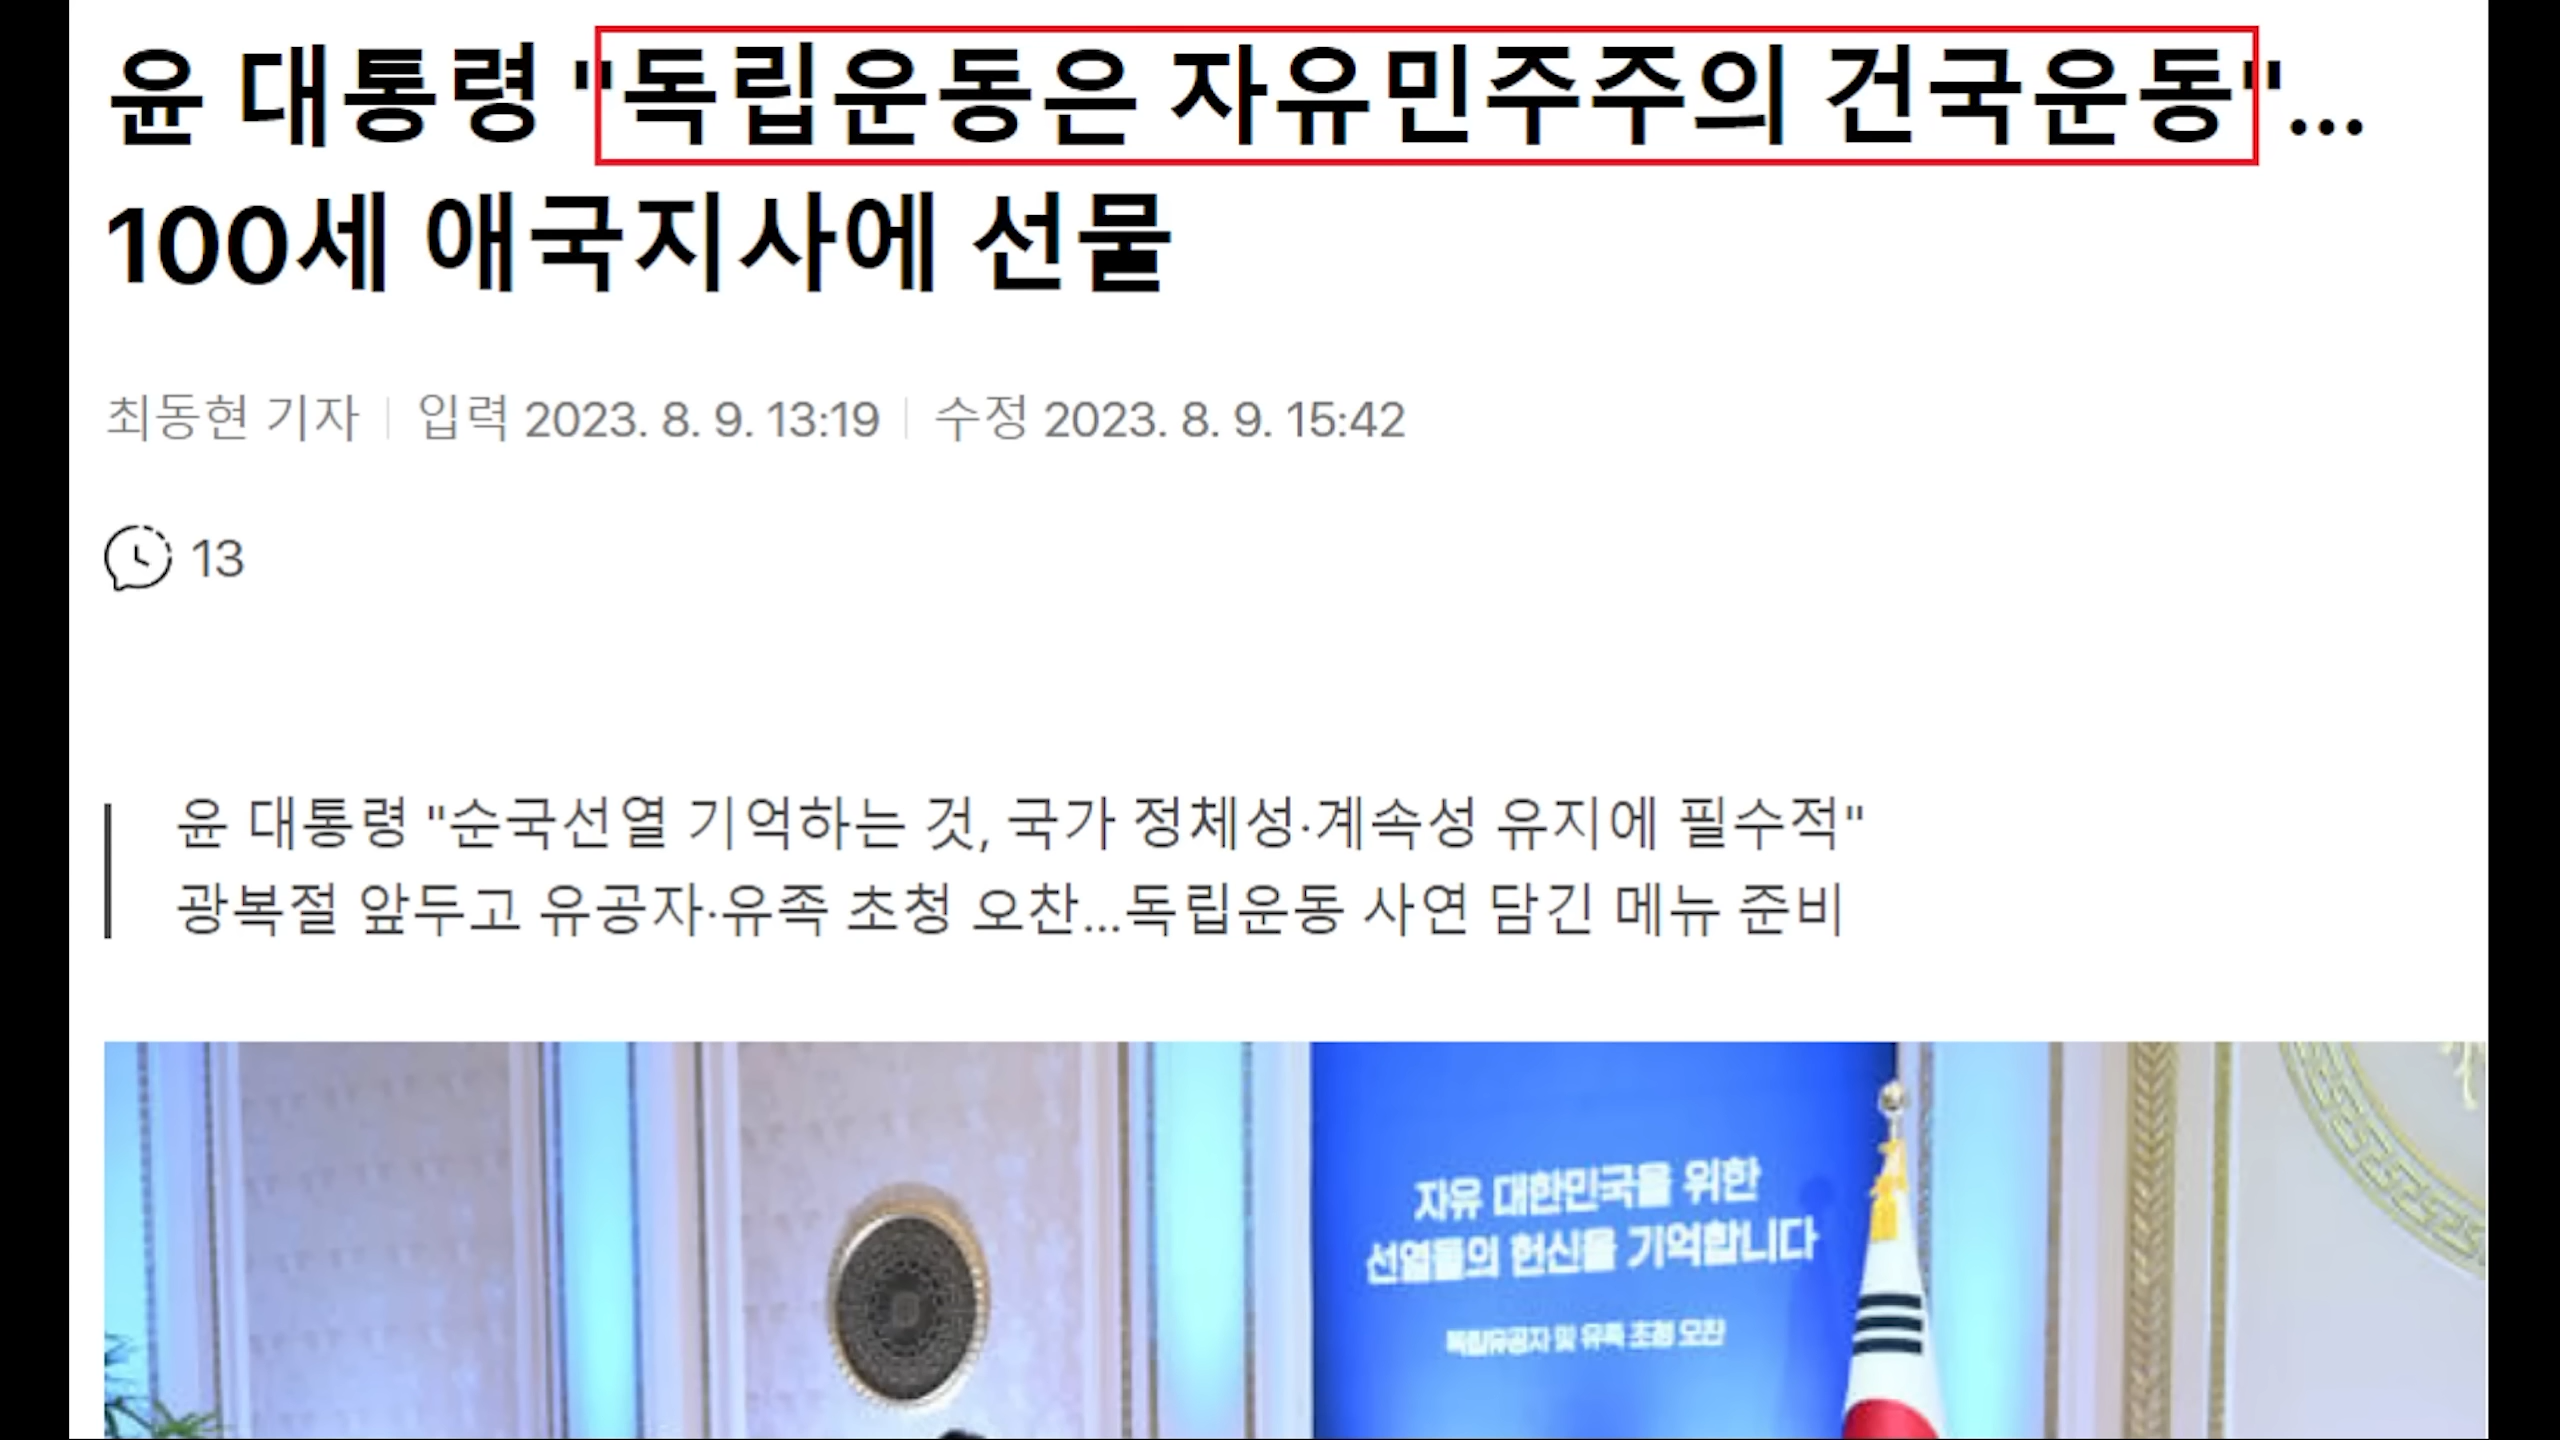 윤 대통령 "독립운동은 자유민주주의 건국운동"...
100세 애국지사에 선물
최동현 기자 입력 2023. 8. 9. 13:19 수정 2023. 8. 9. 15:42
13
윤 대통령 "순국선열 기억하는 것, 국가 정체성·계속성 유지에 필수적"
광복절 앞두고 유공자·유족 초청 오찬...독립운동 사연 담긴 메뉴 준비
자유 대한민국을 위한
선열들의 헌신을 기억합니다
독립유공자 및 유족 초청 오찬